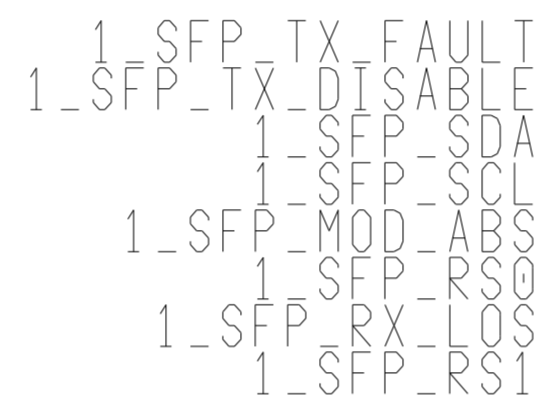 1_SFP_TX_FAULT
1_SFP_TX_DISABLE
1_SFP_SDA
1_SFP_SCL
1_SFP_MOD_ABS
1_SFP_RS0
1_SFP_RX_LOS
1_SFP_RS1